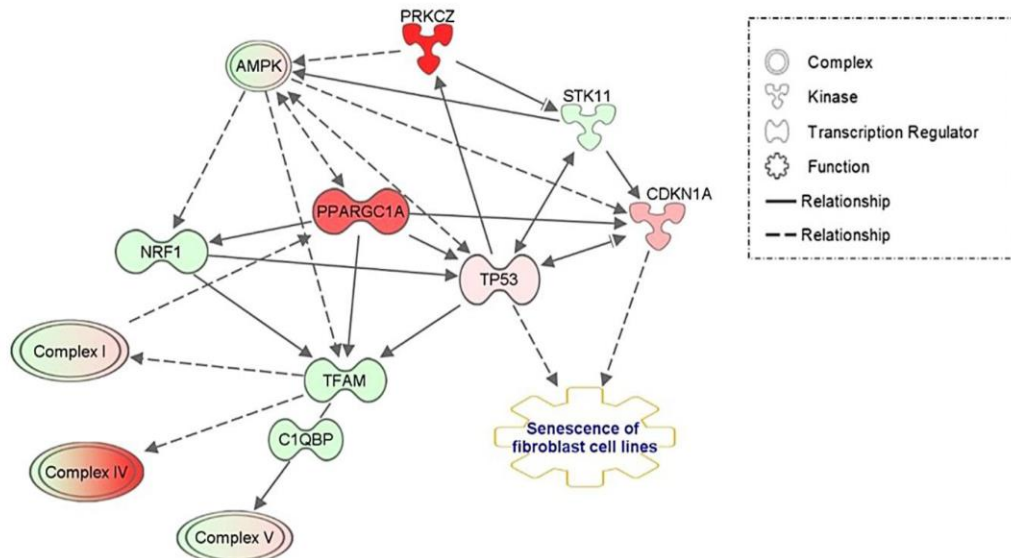 PRKCZ
AMPK
STK11
PPARGC1A
CDKN1A
NRF1
TP53
Complex I
TFAM
C1QBP
Senescence of
fibroblast cell lines
Complex IV
Complex V
Complex
Kinase
Transcription Regulator
Function
Relationship
Relationship